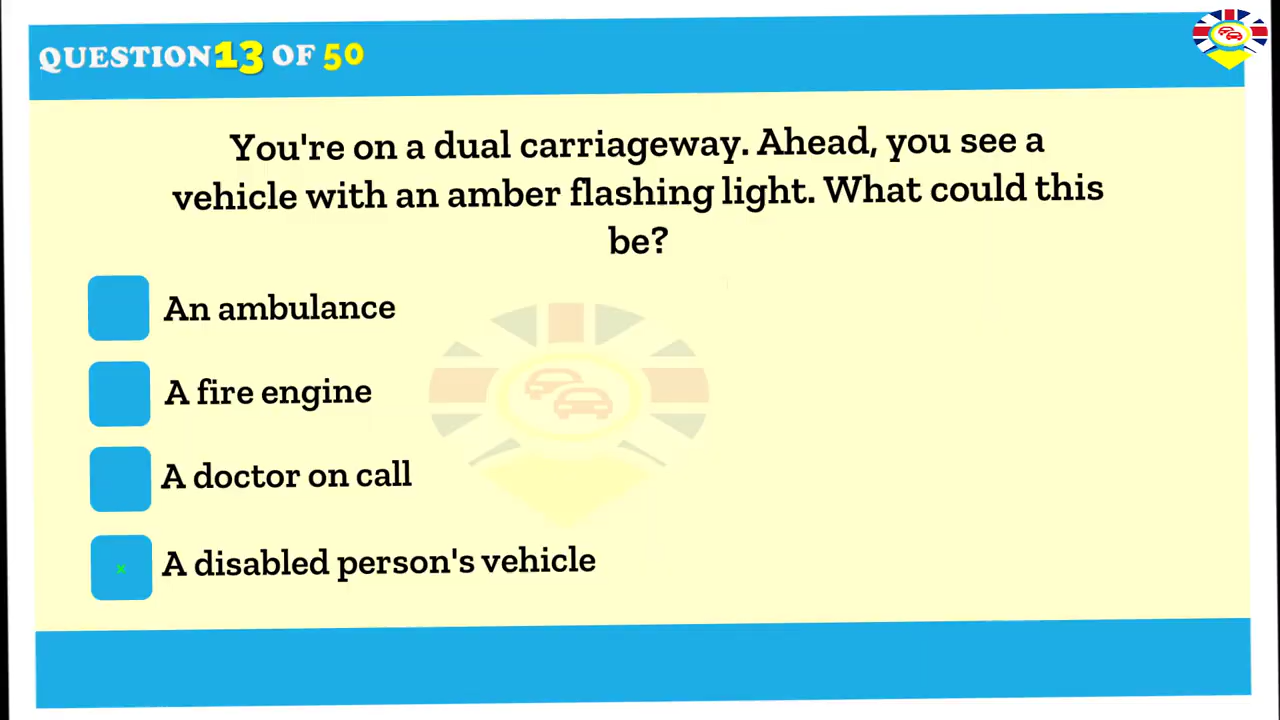 QUESTION 13 OF 50
You're on a dual carriageway. Ahead, you see a
vehicle with an amber flashing light. What could this
be?
An ambulance
A fire engine
A doctor on call
x A disabled person's vehicle